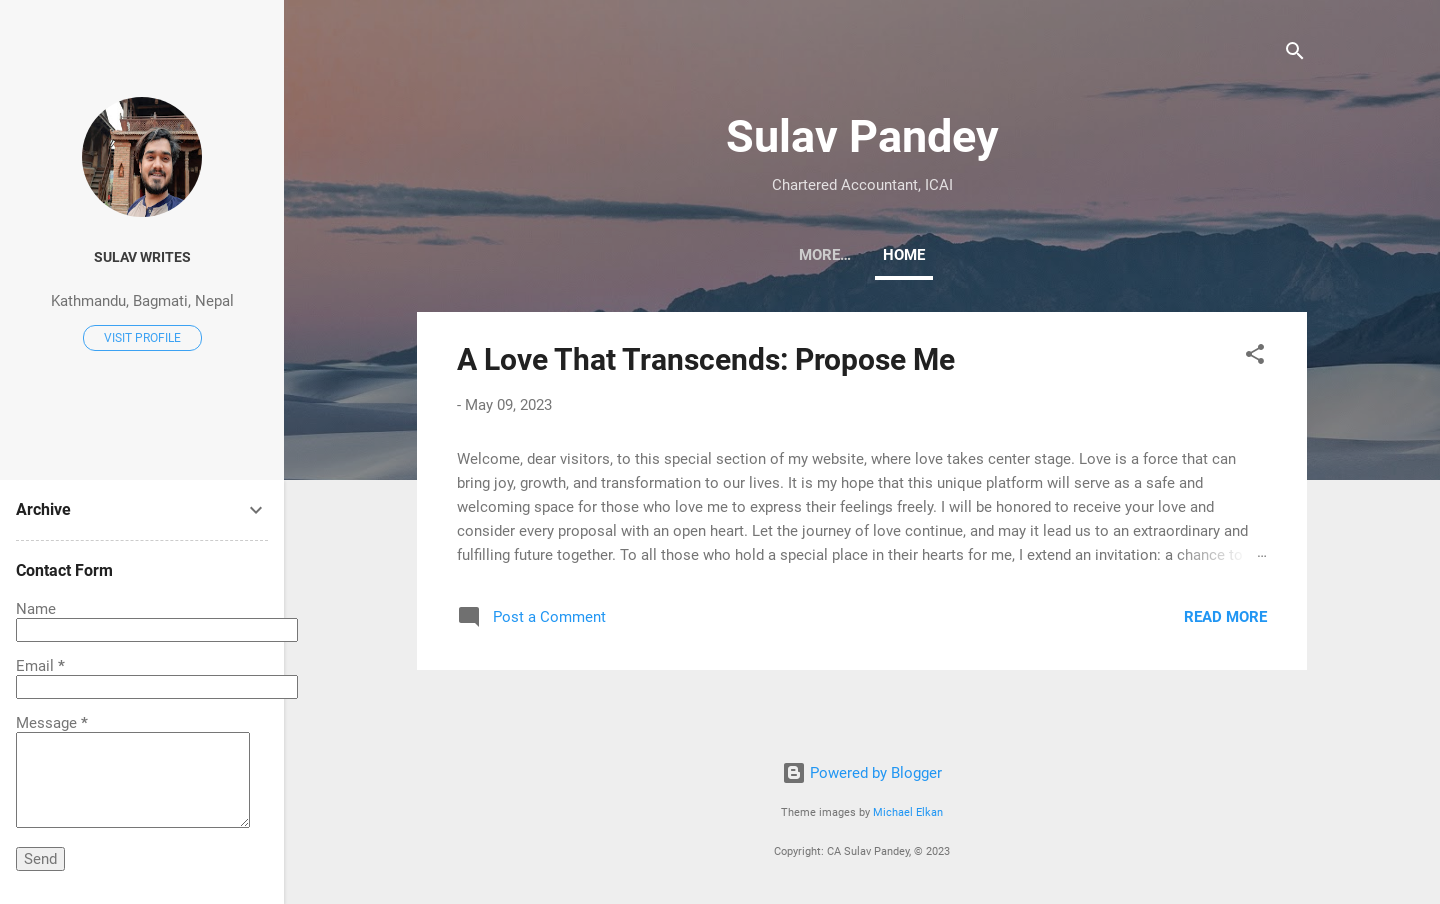 SULAV WRITES
Kathmandu, Bagmati, Nepal
VISIT PROFILE
Archive
Contact Form
Name
Email *
Message *
Send
Sulav Pandey
Chartered Accountant, ICAI
MORE…
HOME
A Love That Transcends: Propose Me
- May 09, 2023
Welcome, dear visitors, to this special section of my website, where love takes center stage. Love is a force that can
bring joy, growth, and transformation to our lives. It is my hope that this unique platform will serve as a safe and
welcoming space for those who love me to express their feelings freely. I will be honored to receive your love and
consider every proposal with an open heart. Let the journey of love continue, and may it lead us to an extraordinary and
fulfilling future together. To all those who hold a special place in their hearts for me, I extend an invitation: a chance to …
Post a Comment
READ MORE
Powered by Blogger
Theme images by Michael Elkan
Copyright: CA Sulav Pandey, © 2023